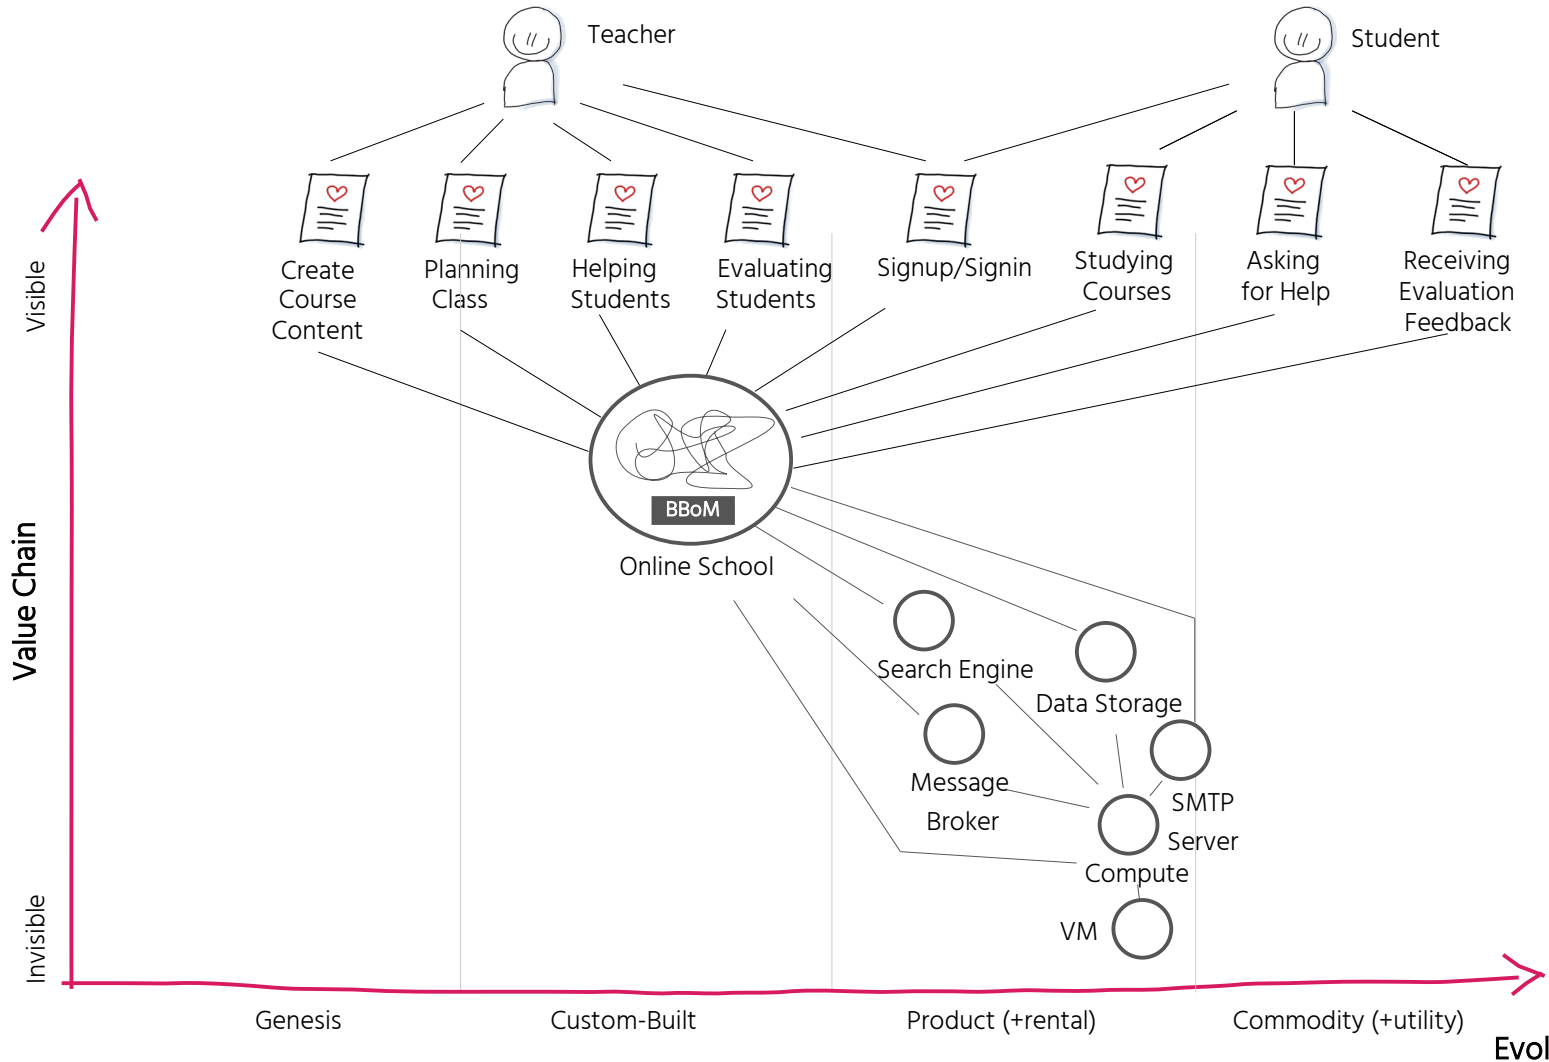 Teacher
Student
Create
Course
Content
Planning
Class
Helping
Students
Evaluating
Students
Signup/Signin
Studying
Courses
Asking
for Help
Receiving
Evaluation
Feedback
Visible
Value Chain
Invisible
BBoM
Online School
Search Engine
Data Storage
Message
Broker
SMTP
Server
Compute
VM
Genesis
Custom-Built
Product (+rental)
Commodity (+utility)
Evol